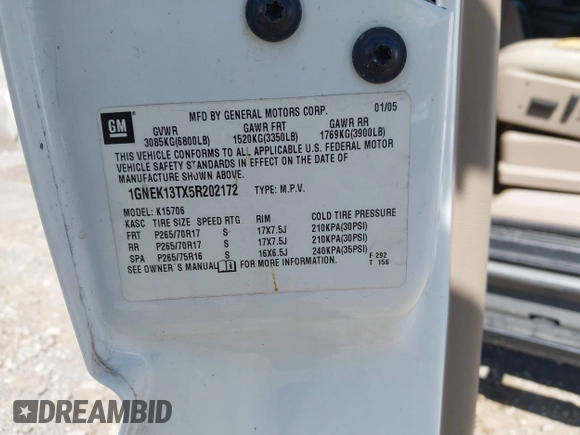 GM
MFD BY GENERAL MOTORS CORP. 01/05
GVWR GAWR FRT GAWR RR
3085KG(6800LB) 1520KG(3350LB) 1769KG(3900LB)
THIS VEHICLE CONFORMS TO ALL APPLICABLE U.S. FEDERAL MOTOR
VEHICLE SAFETY STANDARDS IN EFFECT ON THE DATE OF
MANUFACTURE SHOWN ABOVE.
1GNEK13TX5R202172 TYPE: M.P.V.
MODEL: K15706
KASC TIRE SIZE SPEED RTG RIM COLD TIRE PRESSURE
FRT P265/70R17 S 17X7.5J 210KPA(30PSI)
RR P265/70R17 S 17X7.5J 210KPA(30PSI)
SPA P265/75R16 S 16X6.5J 240KPA(35PSI)
SEE OWNER'S MANUAL FOR MORE INFORMATION. F 292
T 156
DREAMBID